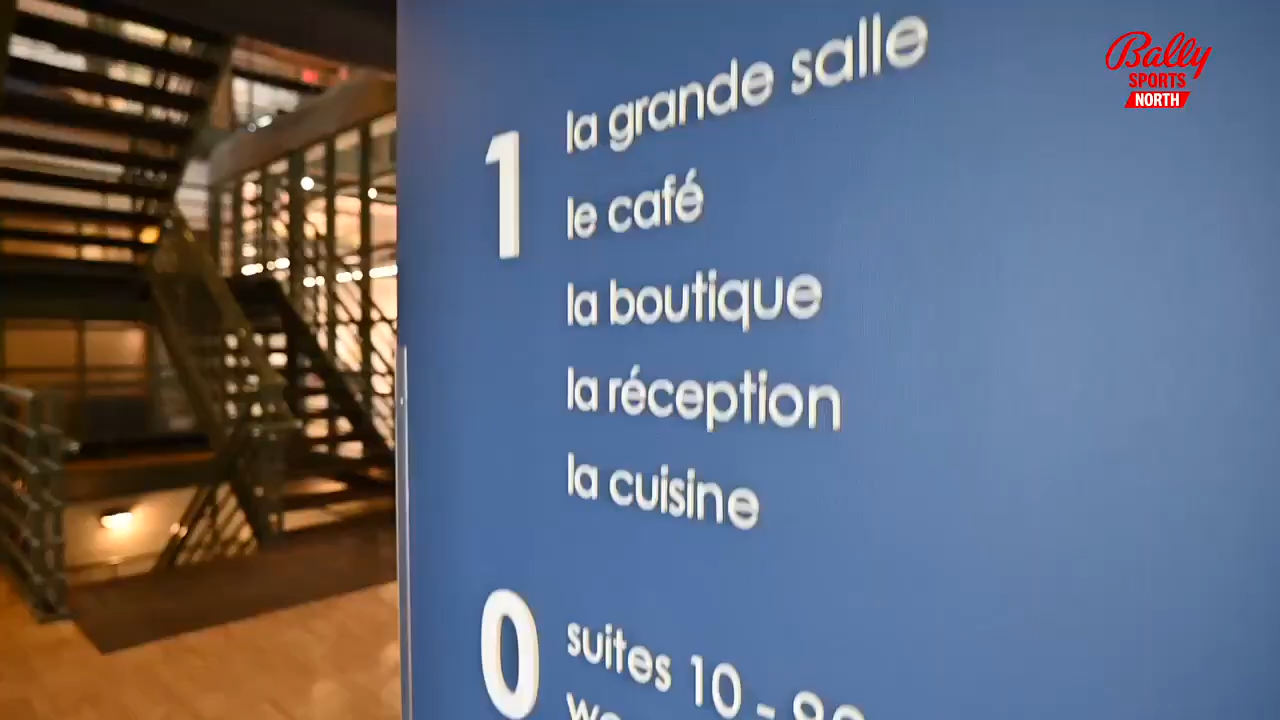 Bally
SPORTS
NORTH
1
la grande salle
le café
la boutique
la réception
la cuisine
0
suites 10 -